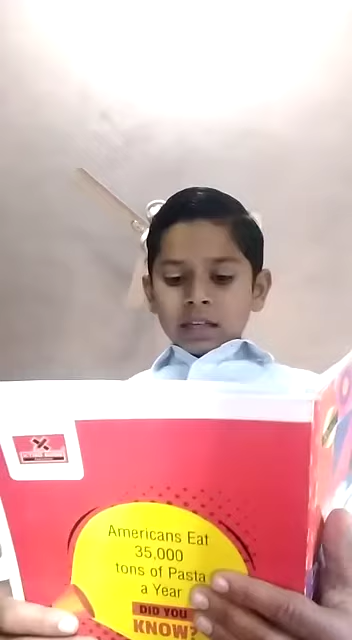 Americans Eat
35,000
tons of Pasta
a Year
DID YOU
KNOW?